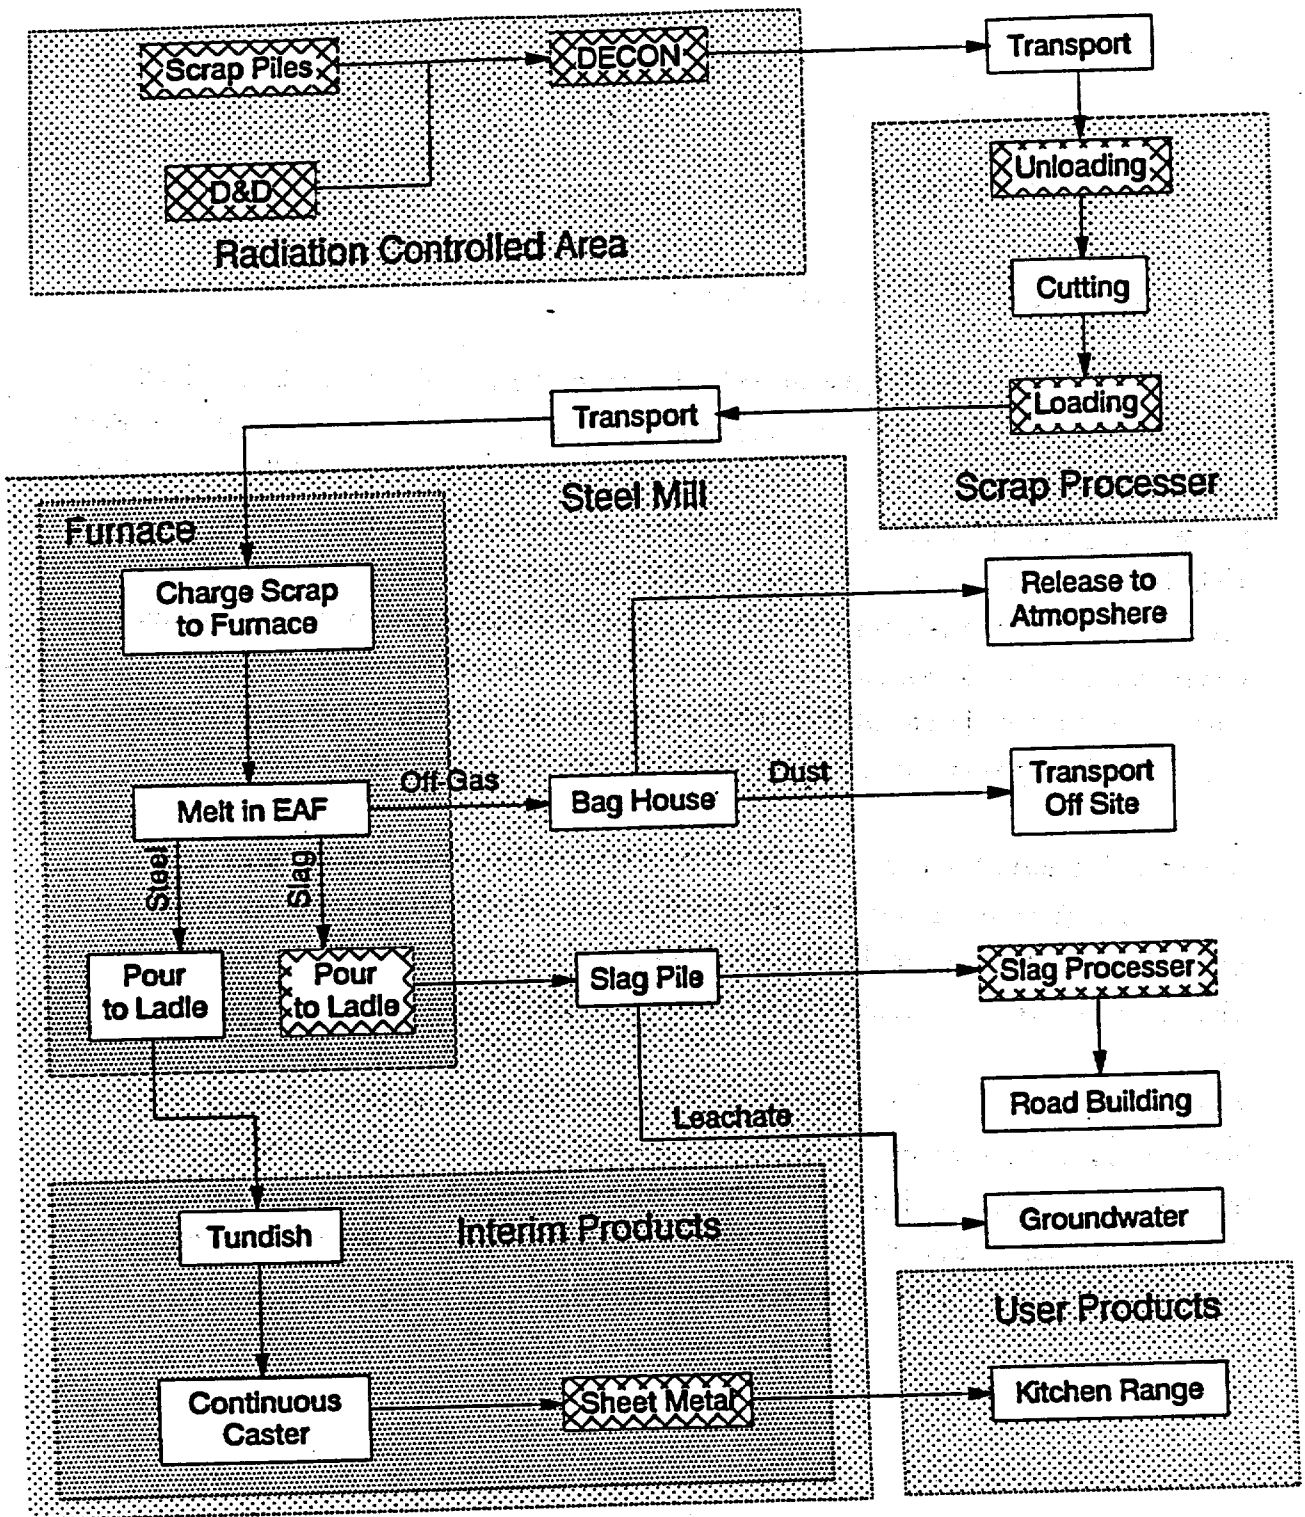 Scrap Piles
DECON
Transport
D&D
Radiation Controlled Area
Unloading
Cutting
Loading
Scrap Processer
Transport
Steel Mill
Furnace
Charge Scrap
to Furnace
Release to
Atmopshere
Melt in EAF
Off-Gas
Bag House
Dust
Transport
Off Site
Steel
Slag
Pour
to Ladle
Pour
to Ladle
Slag Pile
Slag Processer
Road Building
Leachate
Groundwater
Tundish
Interim Products
User Products
Continuous
Caster
Sheet Metal
Kitchen Range